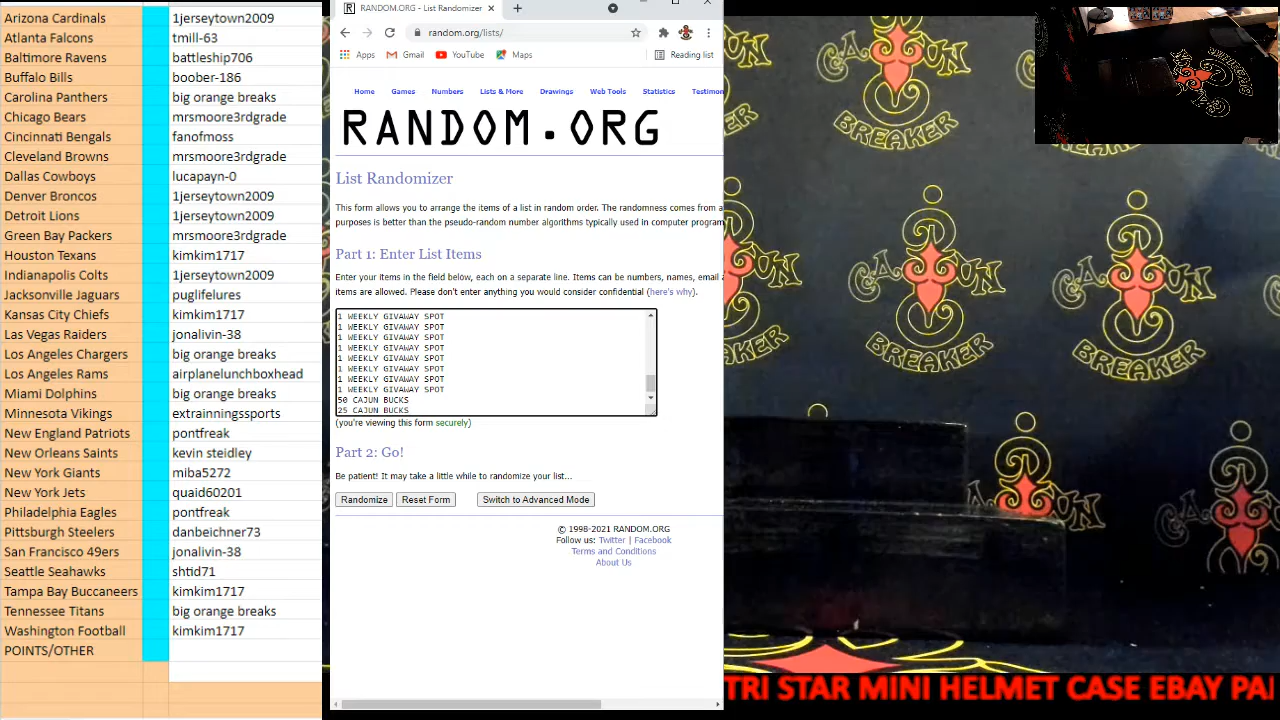 Arizona Cardinals 1jerseytown2009
Atlanta Falcons tmill-63
Baltimore Ravens battleship706
Buffalo Bills boober-186
Carolina Panthers big orange breaks
Chicago Bears mrsmoore3rdgrade
Cincinnati Bengals fanofmoss
Cleveland Browns mrsmoore3rdgrade
Dallas Cowboys lucapayn-0
Denver Broncos 1jerseytown2009
Detroit Lions 1jerseytown2009
Green Bay Packers mrsmoore3rdgrade
Houston Texans kimkim1717
Indianapolis Colts 1jerseytown2009
Jacksonville Jaguars puglifelures
Kansas City Chiefs kimkim1717
Las Vegas Raiders jonalivin-38
Los Angeles Chargers big orange breaks
Los Angeles Rams airplanelunchboxhead
Miami Dolphins big orange breaks
Minnesota Vikings extrainningssports
New England Patriots pontfreak
New Orleans Saints kevin steidley
New York Giants miba5272
New York Jets quaid60201
Philadelphia Eagles pontfreak
Pittsburgh Steelers danbeichner73
San Francisco 49ers jonalivin-38
Seattle Seahawks shtid71
Tampa Bay Buccaneers kimkim1717
Tennessee Titans big orange breaks
Washington Football kimkim1717
POINTS/OTHER
R RANDOM.ORG - List Randomizer
random.org/lists/
Apps Gmail YouTube Maps Reading list
Home Games Numbers Lists & More Drawings Web Tools Statistics Testimon
RANDOM.ORG
List Randomizer
This form allows you to arrange the items of a list in random order. The randomness comes from a
purposes is better than the pseudo-random number algorithms typically used in computer program
Part 1: Enter List Items
Enter your items in the field below, each on a separate line. Items can be numbers, names, email a
items are allowed. Please don't enter anything you would consider confidential (here's why).
1 WEEKLY GIVAWAY SPOT
1 WEEKLY GIVAWAY SPOT
1 WEEKLY GIVAWAY SPOT
1 WEEKLY GIVAWAY SPOT
1 WEEKLY GIVAWAY SPOT
1 WEEKLY GIVAWAY SPOT
1 WEEKLY GIVAWAY SPOT
1 WEEKLY GIVAWAY SPOT
50 CAJUN BUCKS
25 CAJUN BUCKS
(you're viewing this form securely)
Part 2: Go!
Be patient! It may take a little while to randomize your list...
Randomize Reset Form Switch to Advanced Mode
© 1998-2021 RANDOM.ORG
Follow us: Twitter | Facebook
Terms and Conditions
About Us
BREAKER
BREAKER
BREAKER
TRI STAR MINI HELMET CASE EBAY PAI